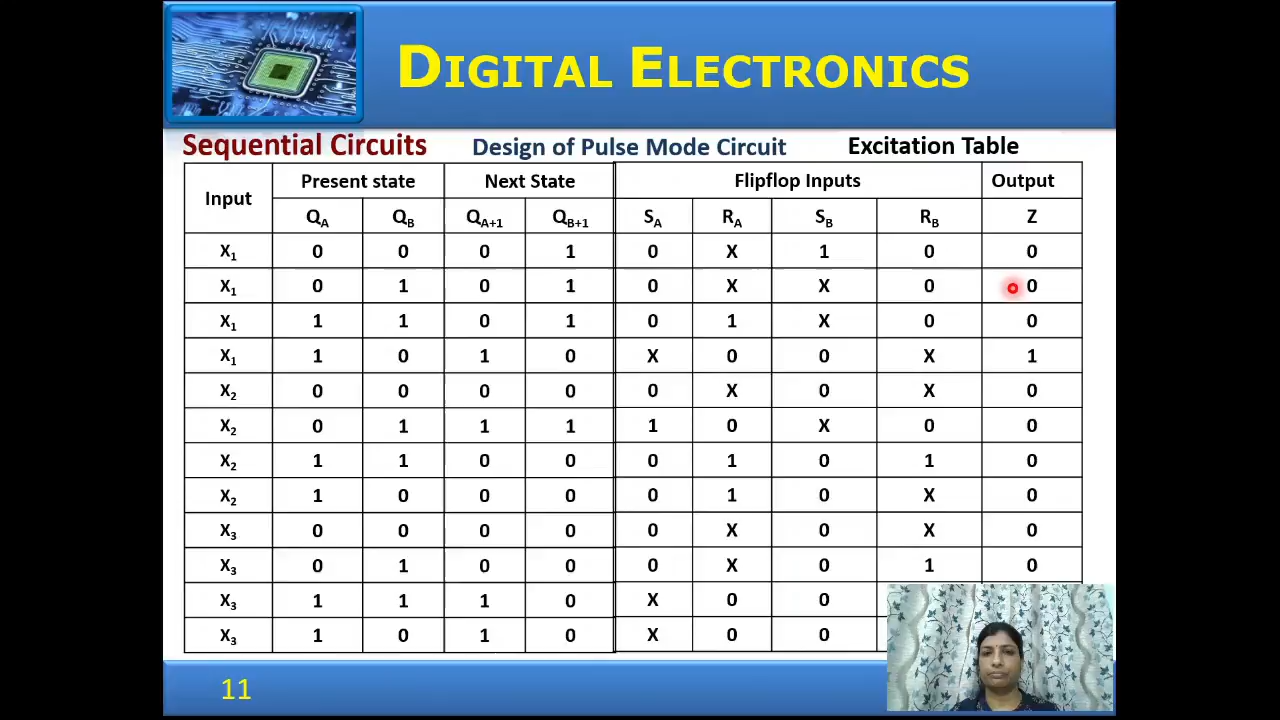 DIGITAL ELECTRONICS
Sequential Circuits Design of Pulse Mode Circuit Excitation Table
Input Present state Next State Flipflop Inputs Output
QA QB QA+1 QB+1 SA RA SB RB Z
X1 0 0 0 1 0 X 1 0 0
X1 0 1 0 1 0 X X 0 0
X1 1 1 0 1 0 1 X 0 0
X1 1 0 1 0 X 0 0 X 1
X2 0 0 0 0 0 X 0 X 0
X2 0 1 1 1 1 0 X 0 0
X2 1 1 0 0 0 1 0 1 0
X2 1 0 0 0 0 1 0 X 0
X3 0 0 0 0 0 X 0 X 0
X3 0 1 0 0 0 X 0 1 0
X3 1 1 1 0 X 0 0
X3 1 0 1 0 X 0 0
11